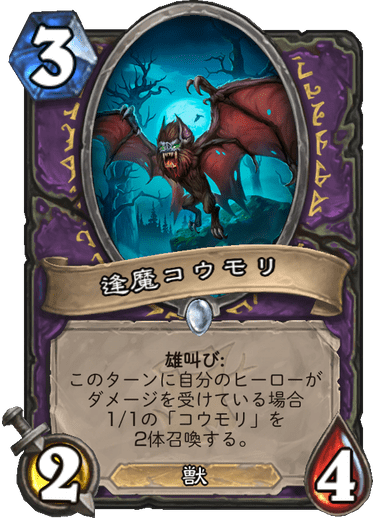 3
逢魔コウモリ
雄叫び:
このターンに自分のヒーローが
ダメージを受けている場合
1/1の「コウモリ」を
2体召喚する。
2
獣
4